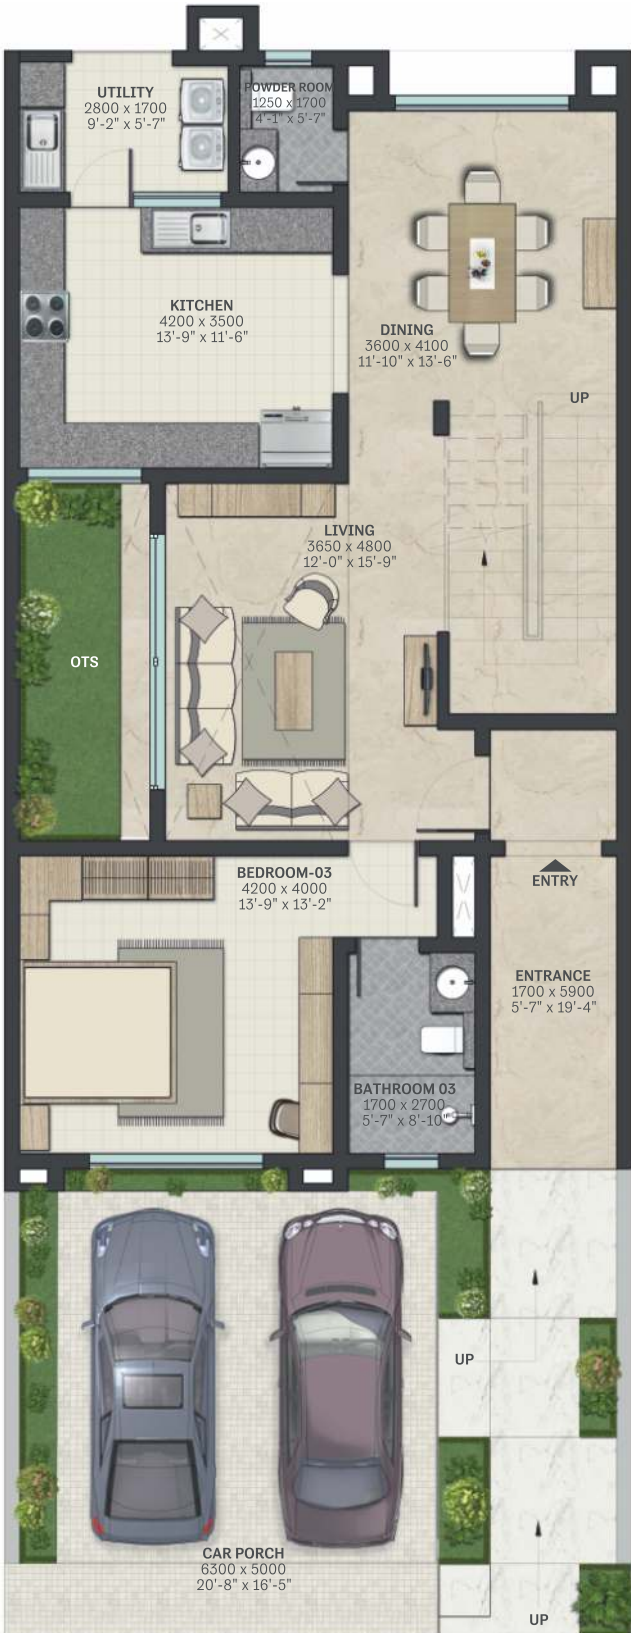 UTILITY
2800 x 1700
9'-2" x 5'-7"
POWDER ROOM
1250 x 1700
4'-1" x 5'-7"
KITCHEN
4200 x 3500
13'-9" x 11'-6"
DINING
3600 x 4100
11'-10" x 13'-6"
UP
LIVING
3650 x 4800
12'-0" x 15'-9"
OTS
BEDROOM-03
4200 x 4000
13'-9" x 13'-2"
ENTRY
ENTRANCE
1700 x 5900
5'-7" x 19'-4"
BATHROOM 03
1700 x 2700
5'-7" x 8'-10"
UP
CAR PORCH
6300 x 5000
20'-8" x 16'-5"
UP